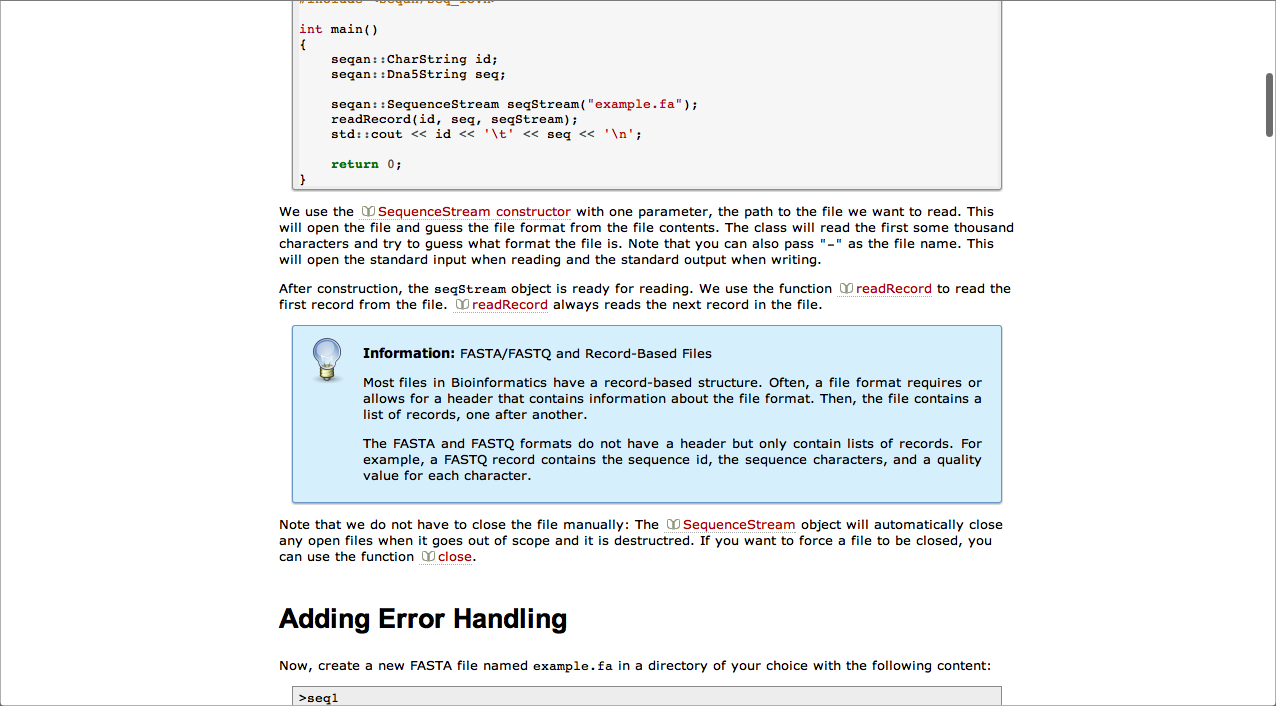 #include <seqan/seq_io.h>
int main()
{
    seqan::CharString id;
    seqan::Dna5String seq;
    seqan::SequenceStream seqStream("example.fa");
    readRecord(id, seq, seqStream);
    std::cout << id << '\t' << seq << '\n';
    return 0;
}
We use the SequenceStream constructor with one parameter, the path to the file we want to read. This
will open the file and guess the file format from the file contents. The class will read the first some thousand
characters and try to guess what format the file is. Note that you can also pass "-" as the file name. This
will open the standard input when reading and the standard output when writing.
After construction, the seqStream object is ready for reading. We use the function readRecord to read the
first record from the file. readRecord always reads the next record in the file.
Information: FASTA/FASTQ and Record-Based Files
Most files in Bioinformatics have a record-based structure. Often, a file format requires or
allows for a header that contains information about the file format. Then, the file contains a
list of records, one after another.
The FASTA and FASTQ formats do not have a header but only contain lists of records. For
example, a FASTQ record contains the sequence id, the sequence characters, and a quality
value for each character.
Note that we do not have to close the file manually: The SequenceStream object will automatically close
any open files when it goes out of scope and it is destructred. If you want to force a file to be closed, you
can use the function close.
Adding Error Handling
Now, create a new FASTA file named example.fa in a directory of your choice with the following content:
>seq1